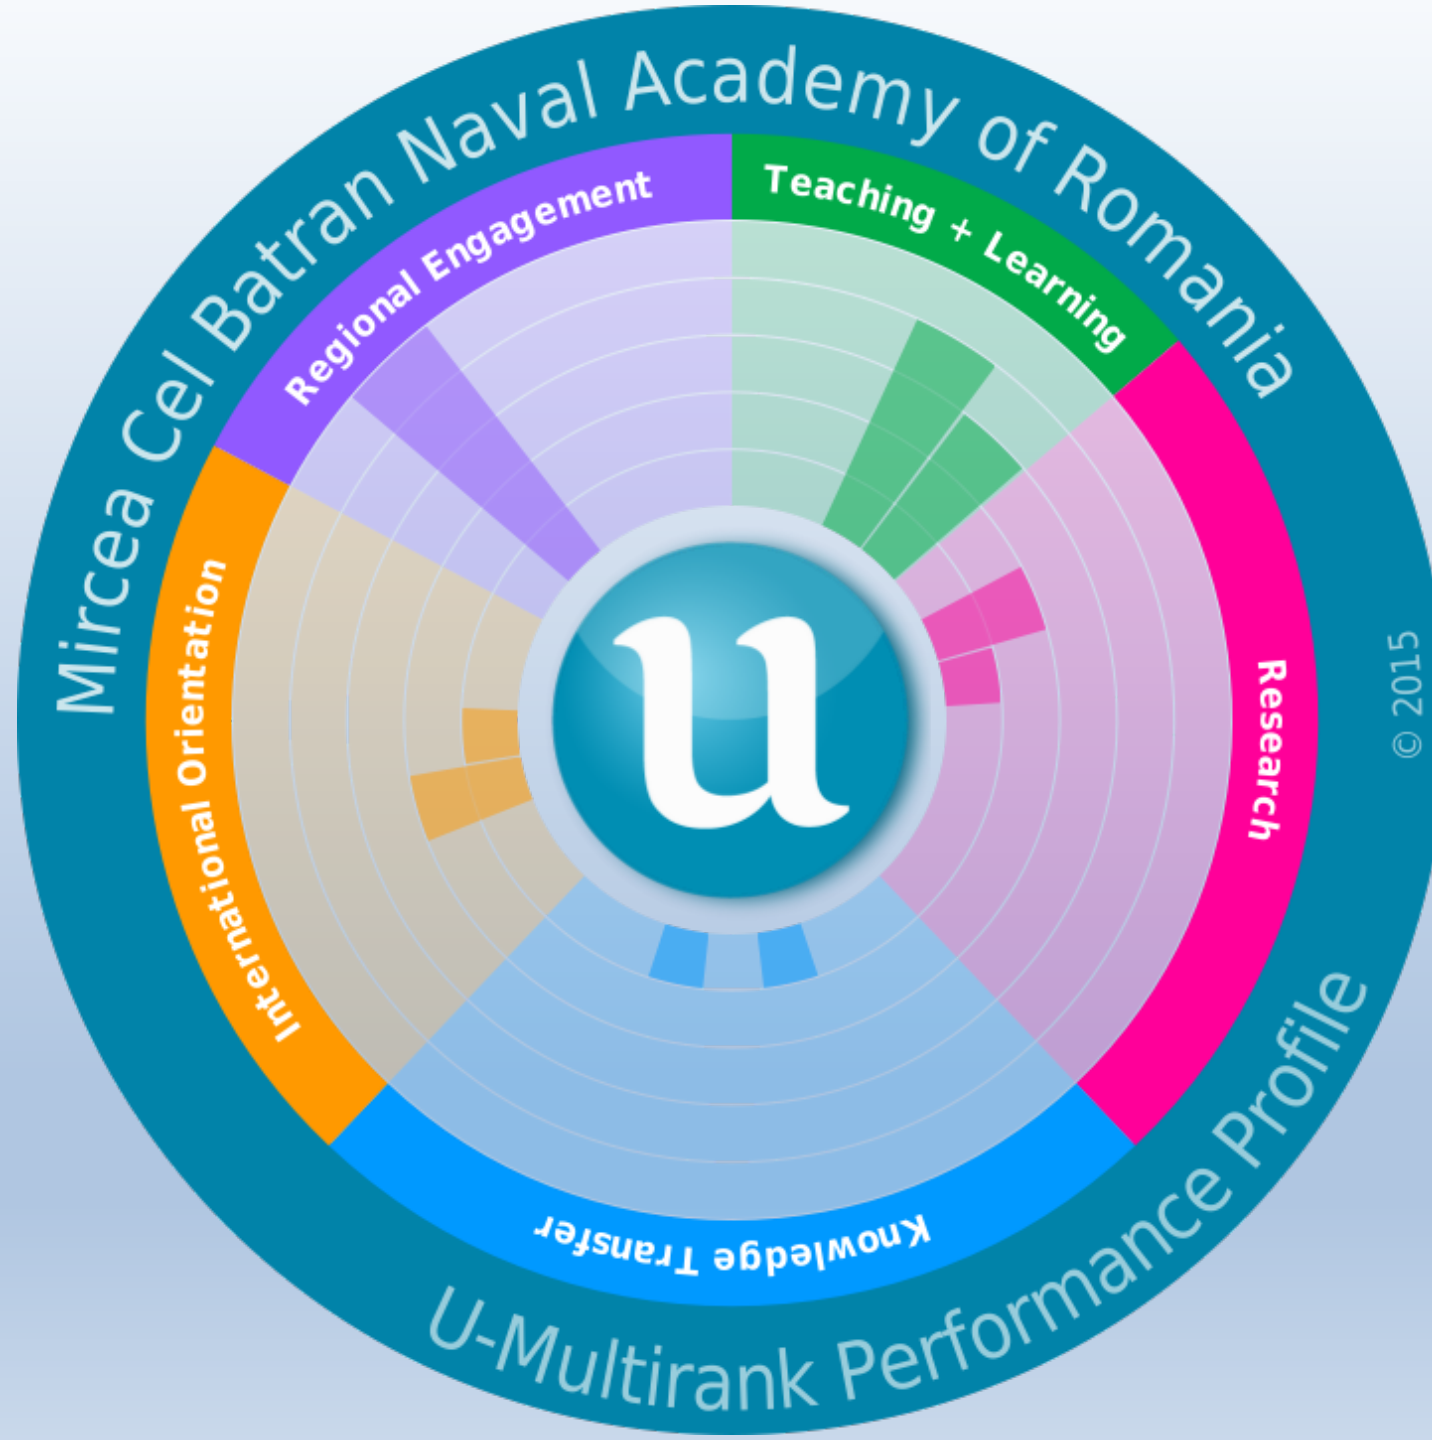 Mircea Cel Batran Naval Academy of Romania
Teaching + Learning
Research
Knowledge Transfer
International Orientation
Regional Engagement
u
© 2015
U-Multirank Performance Profile